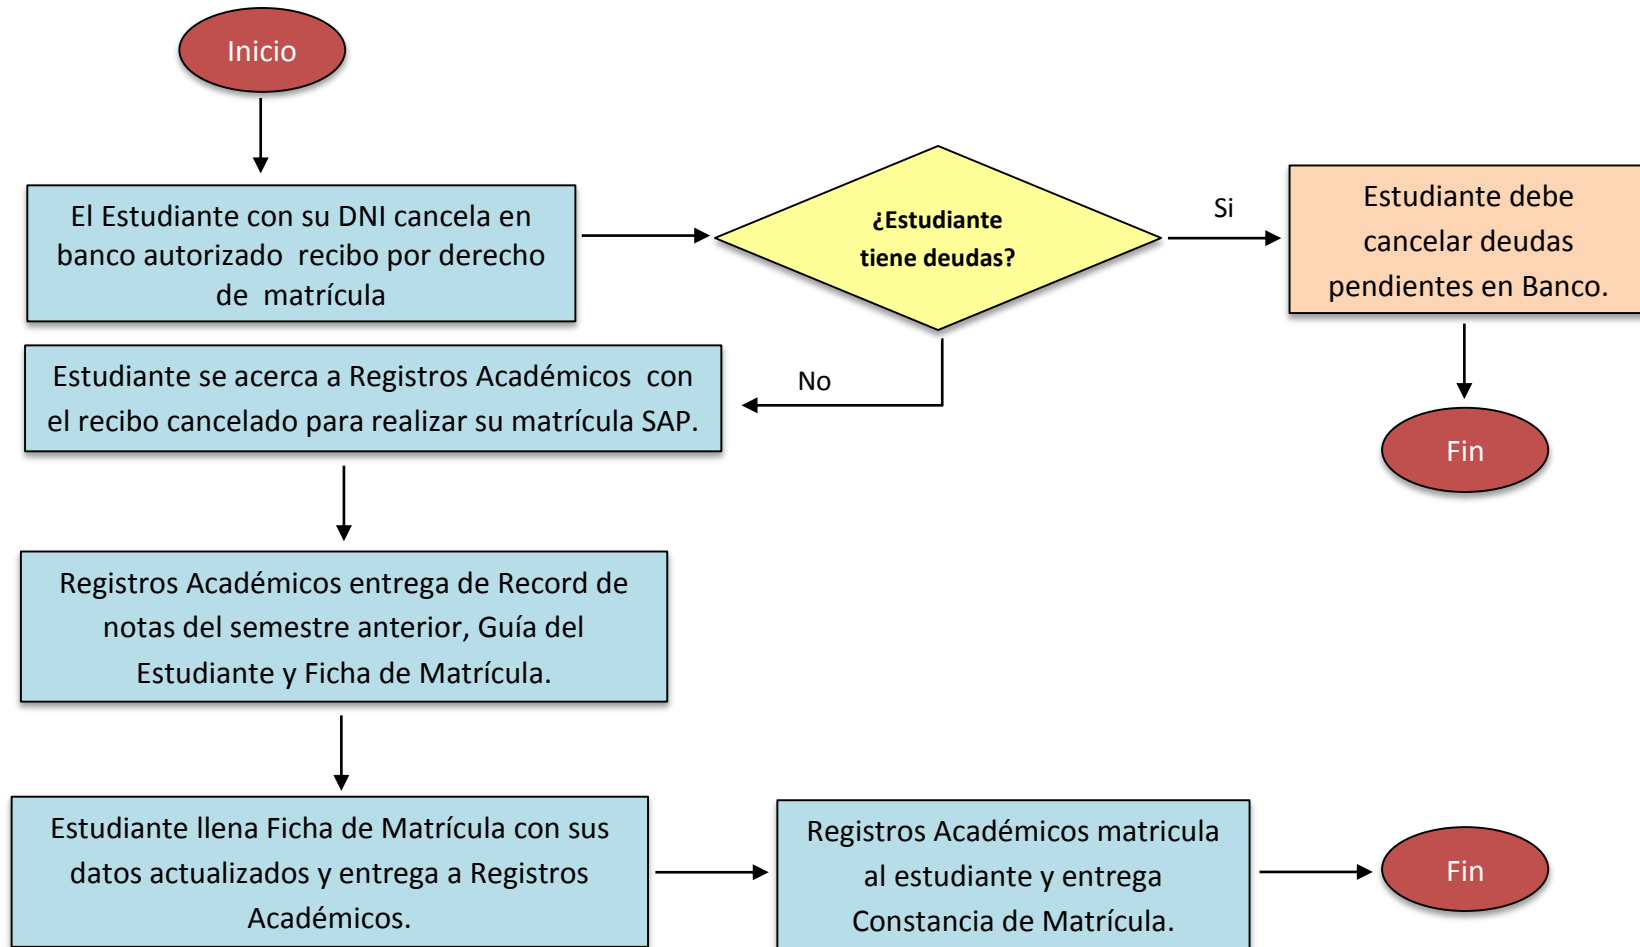 Inicio
El Estudiante con su DNI cancela en
banco autorizado recibo por derecho
de matrícula
¿Estudiante
tiene deudas?
Si
Estudiante debe
cancelar deudas
pendientes en Banco.
Fin
No
Estudiante se acerca a Registros Académicos con
el recibo cancelado para realizar su matrícula SAP.
Registros Académicos entrega de Record de
notas del semestre anterior, Guía del
Estudiante y Ficha de Matrícula.
Estudiante llena Ficha de Matrícula con sus
datos actualizados y entrega a Registros
Académicos.
Registros Académicos matricula
al estudiante y entrega
Constancia de Matrícula.
Fin